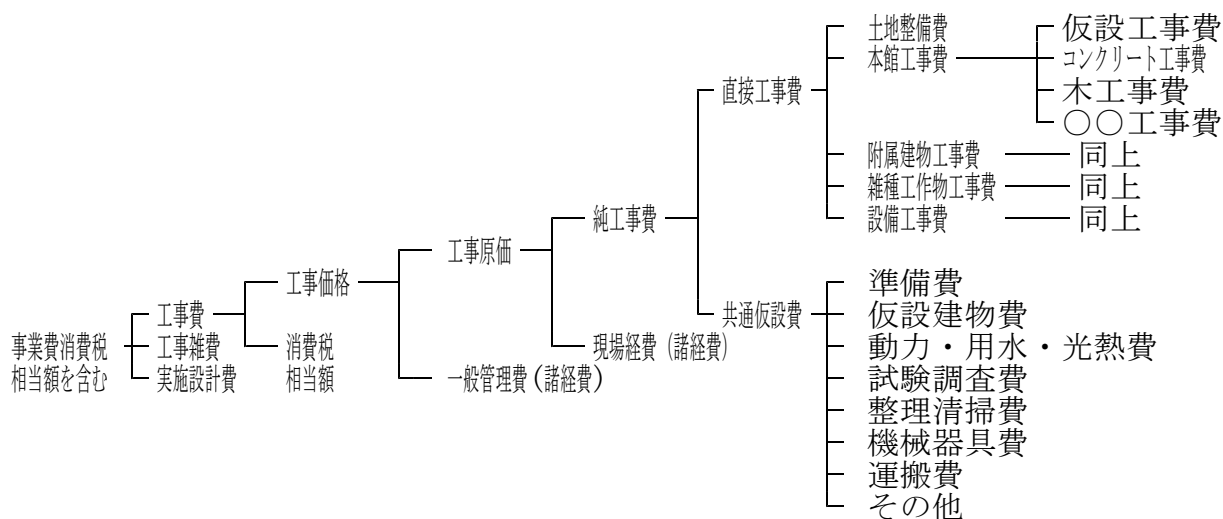 土地整備費
仮設工事費
本館工事費
コンクリート工事費
直接工事費
木工事費
○○工事費
附属建物工事費
同上
雑種工作物工事費
同上
純工事費
設備工事費
同上
工事原価
工事価格
準備費
工事費
共通仮設費
仮設建物費
事業費消費税
工事雑費
消費税
現場経費（諸経費）
動力・用水・光熱費
相当額を含む
実施設計費
相当額
一般管理費（諸経費）
試験調査費
整理清掃費
機械器具費
運搬費
その他